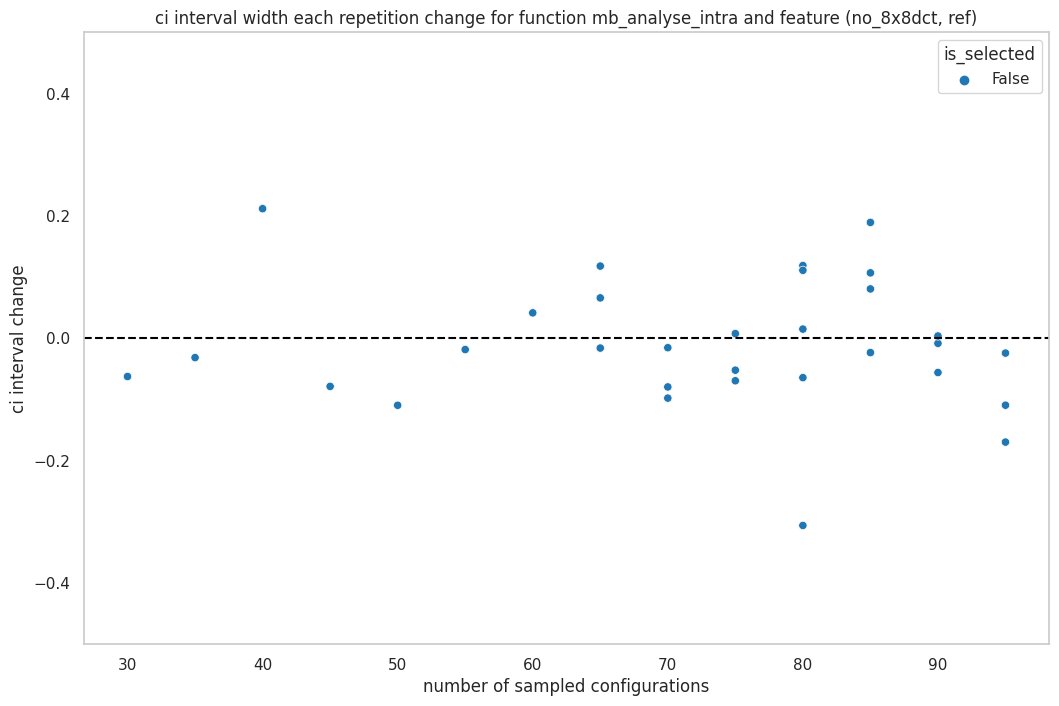 ci interval width each repetition change for function mb_analyse_intra and feature (no_8x8dct, ref)
is_selected
False
ci interval change
0.4
0.2
0.0
−0.2
−0.4
30 40 50 60 70 80 90
number of sampled configurations